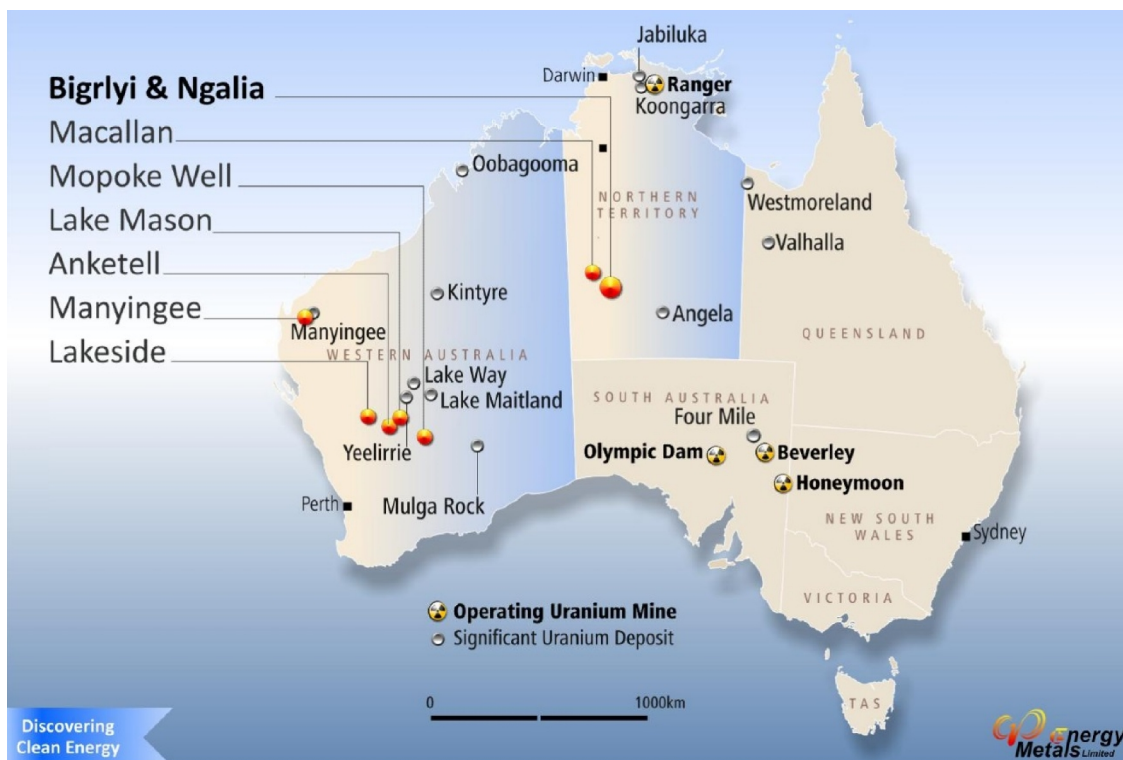 Jabiluka
Darwin
Ranger
Koongarra
Bigrlyi & Ngalia
Macallan
Mopoke Well
Lake Mason
Anketell
Manyingee
Lakeside
Oobagooma
NORTHERN
TERRITORY
Westmoreland
Valhalla
Kintyre
Angela
Manyingee
QUEENSLAND
WESTERN AUSTRALIA
Lake Way
Lake Maitland
Yeelirrie
Mulga Rock
Perth
SOUTH AUSTRALIA
Four Mile
Olympic Dam
Beverley
Honeymoon
NEW SOUTH
WALES
Sydney
VICTORIA
TAS
Operating Uranium Mine
Significant Uranium Deposit
0 1000km
Discovering
Clean Energy
Energy
Metals Limited